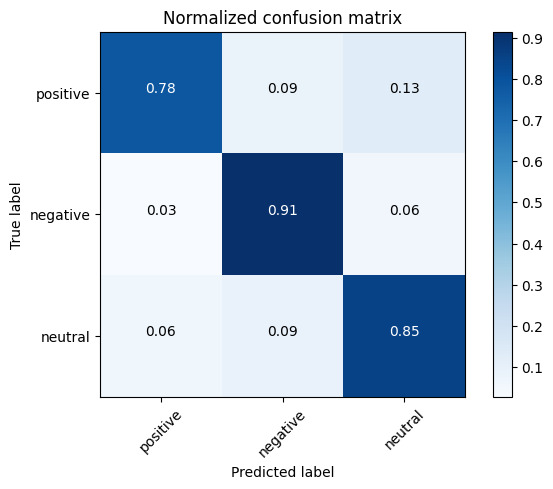 Normalized confusion matrix
True label
positive 0.78 0.09 0.13
negative 0.03 0.91 0.06
neutral 0.06 0.09 0.85
positive negative neutral
Predicted label
0.9
0.8
0.7
0.6
0.5
0.4
0.3
0.2
0.1